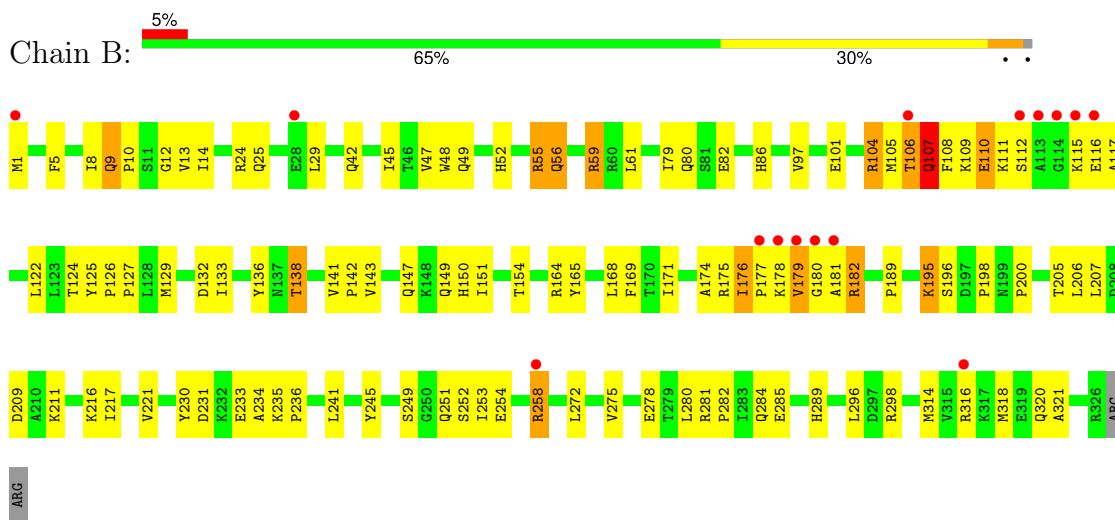 5%
Chain B:
65% 30% • •
M1 F5 I8 Q9 P10 S11 G12 V13 I14 R24 Q25 E28 L29 Q42 I45 T46 V47 W48 Q49 H52 R55 Q56 R59 R60 L61 I79 Q80 S81 E82 H86 V97 E101 R104 M105 T106 Q107 F108 K109 E110 K111 S112 A113 G114 K115 E116 A117
L122 L123 T124 Y125 P126 P127 L128 M129 D132 I133 Y136 N137 T138 V141 P142 V143 Q147 K148 Q149 H150 I151 T154 R164 Y165 L168 F169 T170 I171 A174 R175 I176 P177 K178 V179 G180 A181 R182 P189 K195 S196 D197 P198 N199 P200 T205 L206 L207 D208
D209 A210 K211 K216 I217 V221 Y230 D231 K232 E233 A234 K235 P236 L241 Y245 S249 G250 Q251 S252 I253 E254 R258 L272 V275 E278 T279 L280 R281 P282 I283 Q284 E285 H289 L296 D297 R298 M314 V315 R316 K317 M318 E319 Q320 A321 R326 ARG
ARG